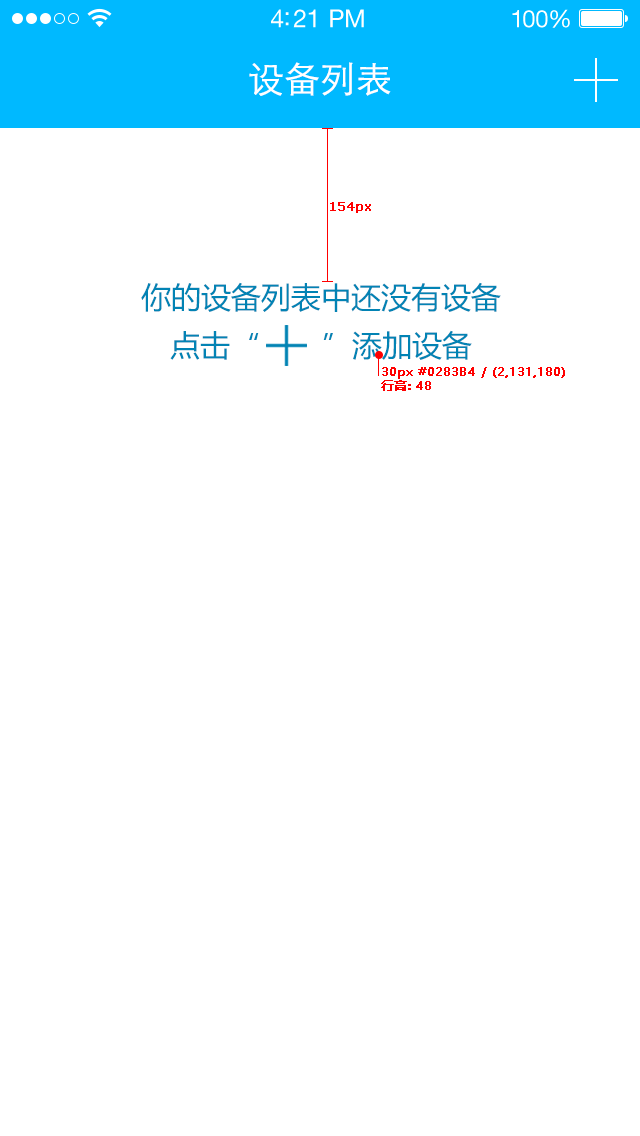 4:21 PM 100%
设备列表
154px
你的设备列表中还没有设备
点击“＋”添加设备
30px #0283B4 / (2,131,180)
行高: 48